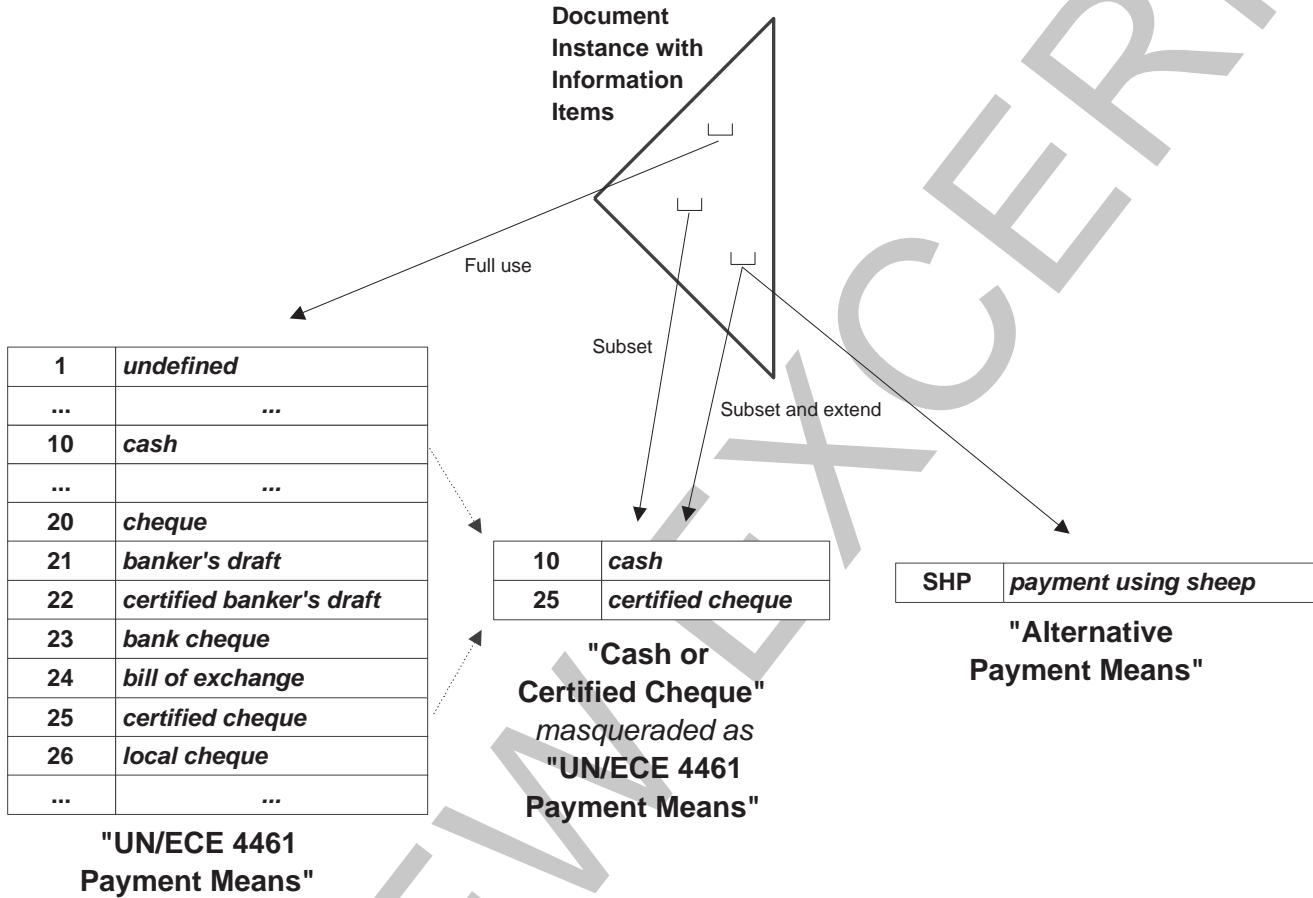 Document
Instance with
Information
Items
Full use
Subset
Subset and extend
1 undefined
... ...
10 cash
... ...
20 cheque
21 banker's draft
22 certified banker's draft
23 bank cheque
24 bill of exchange
25 certified cheque
26 local cheque
... ...
"UN/ECE 4461
Payment Means"
10 cash
25 certified cheque
"Cash or
Certified Cheque"
masqueraded as
"UN/ECE 4461
Payment Means"
SHP payment using sheep
"Alternative
Payment Means"
EW EXCER